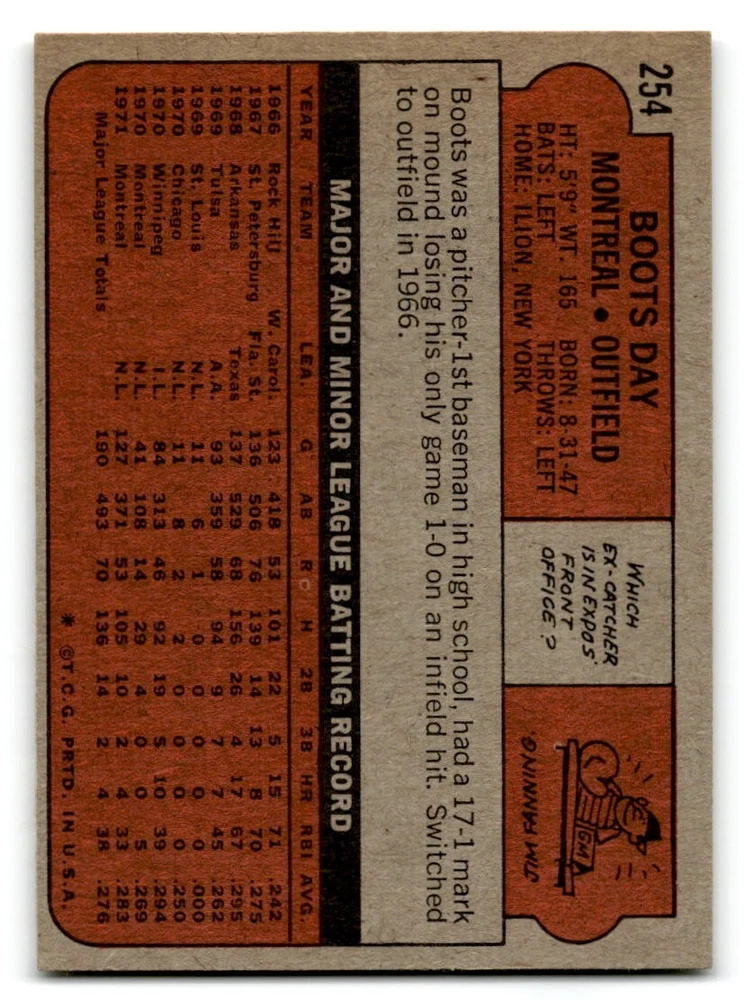 254
BOOTS DAY
MONTREAL • OUTFIELD
HT: 5'9" WT. 165 BORN: 8-31-47
BATS: LEFT THROWS: LEFT
HOME: ILION, NEW YORK
WHICH
EX-CATCHER
IS IN EXPOS'
FRONT
OFFICE?
GM
JIM FANNING.
Boots was a pitcher-1st baseman in high school, had a 17-1 mark
on mound losing his only game 1-0 on an infield hit. Switched
to outfield in 1966.
MAJOR AND MINOR LEAGUE BATTING RECORD
YEAR TEAM LEA. G AB R H 2B 3B HR RBI AVG.
1966 Rock Hill W. Carol. 123 418 53 101 22 5 15 71 .242
1967 St. Petersburg Fla. St. 136 506 76 139 14 13 8 70 .275
1968 Arkansas Texas 137 529 68 156 26 4 17 67 .295
1969 Tulsa A.A. 93 359 58 94 9 7 7 45 .262
1969 St. Louis N.L. 11 6 1 0 0 0 0 0 .000
1970 Chicago N.L. 11 8 2 2 0 0 0 0 .250
1970 Winnipeg I.L. 84 313 46 92 19 5 10 39 .294
1970 Montreal N.L. 41 108 14 29 4 0 0 5 .269
1971 Montreal N.L. 127 371 53 105 10 2 4 33 .283
Major League Totals 190 493 70 136 14 2 4 38 .276
* © T.C.G. PRTD. IN U.S.A.